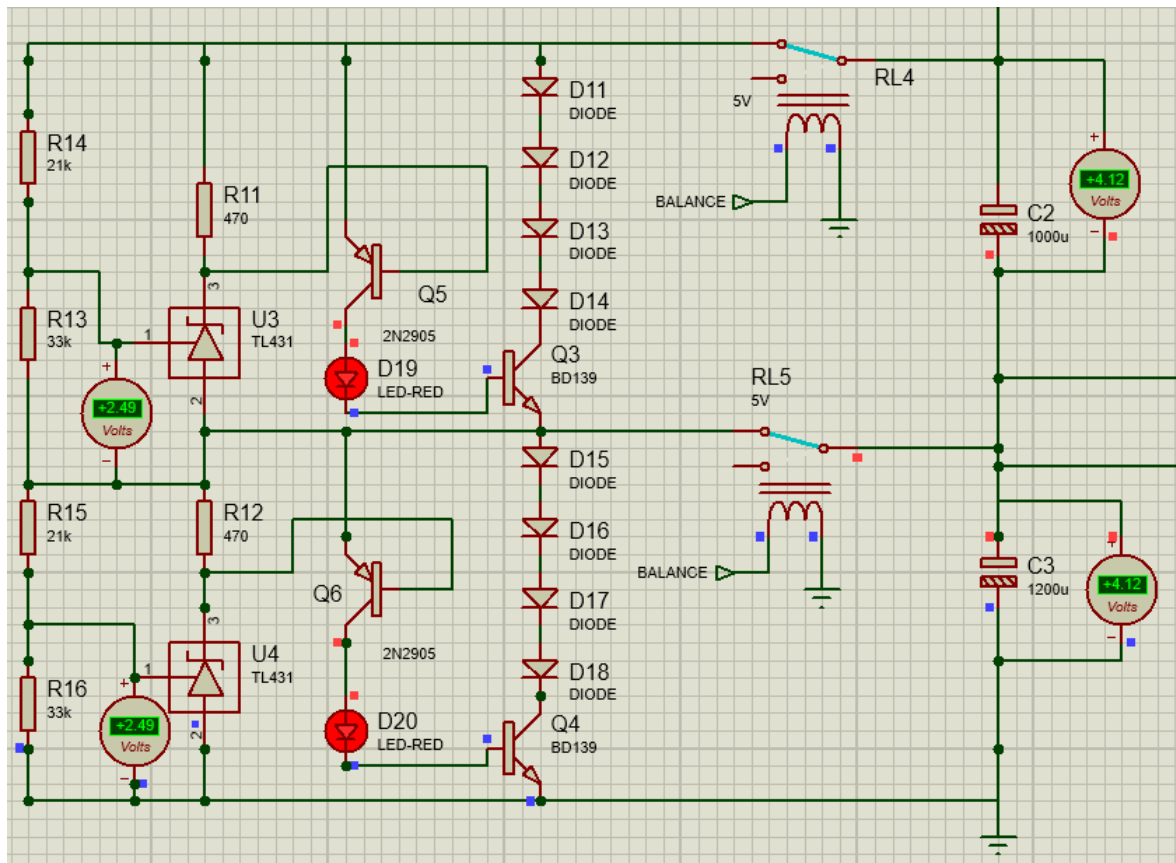 RL4
5V
BALANCE
+
+4.12
Volts
−
C2
1000u
D11
DIODE
D12
DIODE
D13
DIODE
D14
DIODE
R14
21k
R11
470
R13
33k
3
1
2
U3
TL431
Q5
2N2905
D19
LED-RED
Q3
BD139
+
+2.49
Volts
−
RL5
5V
BALANCE
R15
21k
R12
470
D15
DIODE
D16
DIODE
D17
DIODE
D18
DIODE
Q6
2N2905
3
1
2
U4
TL431
R16
33k
+
+2.49
Volts
−
D20
LED-RED
Q4
BD139
C3
1200u
+
+4.12
Volts
−